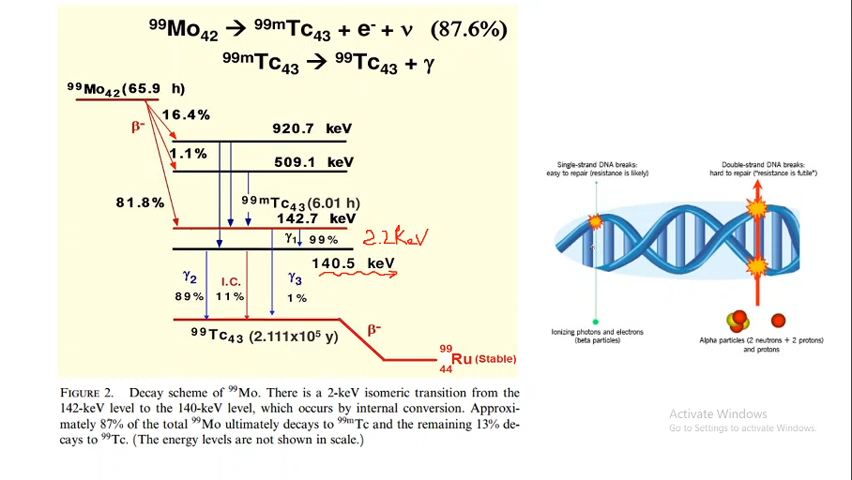 ⁹⁹Mo₄₂ → ⁹⁹ᵐTc₄₃ + e⁻ + ν (87.6%)
⁹⁹ᵐTc₄₃ → ⁹⁹Tc₄₃ + γ
⁹⁹Mo₄₂(65.9 h)
16.4%
β⁻
920.7 keV
1.1%
509.1 keV
81.8%
⁹⁹ᵐTc₄₃(6.01 h)
142.7 keV
γ₁ 99%
2.2 KeV
140.5 keV
γ₂ I.C. γ₃
89% 11% 1%
⁹⁹Tc₄₃ (2.111x10⁵ y)
β⁻
⁹⁹₄₄Ru (Stable)
FIGURE 2. Decay scheme of ⁹⁹Mo. There is a 2-keV isomeric transition from the
142-keV level to the 140-keV level, which occurs by internal conversion. Approxi-
mately 87% of the total ⁹⁹Mo ultimately decays to ⁹⁹ᵐTc and the remaining 13% de-
cays to ⁹⁹Tc. (The energy levels are not shown in scale.)
Single-strand DNA breaks:
easy to repair (resistance is likely)
Double-strand DNA breaks:
hard to repair ("resistance is futile")
Ionizing photons and electrons
(beta particles)
Alpha particles (2 neutrons + 2 protons)
and protons
Activate Windows
Go to Settings to activate Windows.